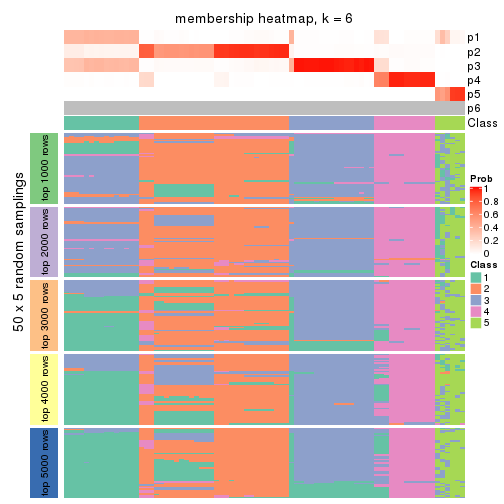 membership heatmap, k = 6
p1
p2
p3
p4
p5
p6
Class
50 x 5 random samplings
top 1000 rows
top 2000 rows
top 3000 rows
top 4000 rows
top 5000 rows
Prob
1
0.8
0.6
0.4
0.2
0
Class
1
2
3
4
5